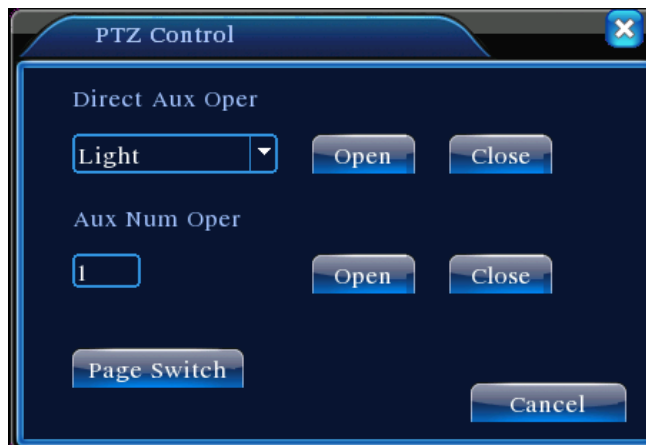 PTZ Control
Direct Aux Oper
Light Open Close
Aux Num Oper
1 Open Close
Page Switch
Cancel